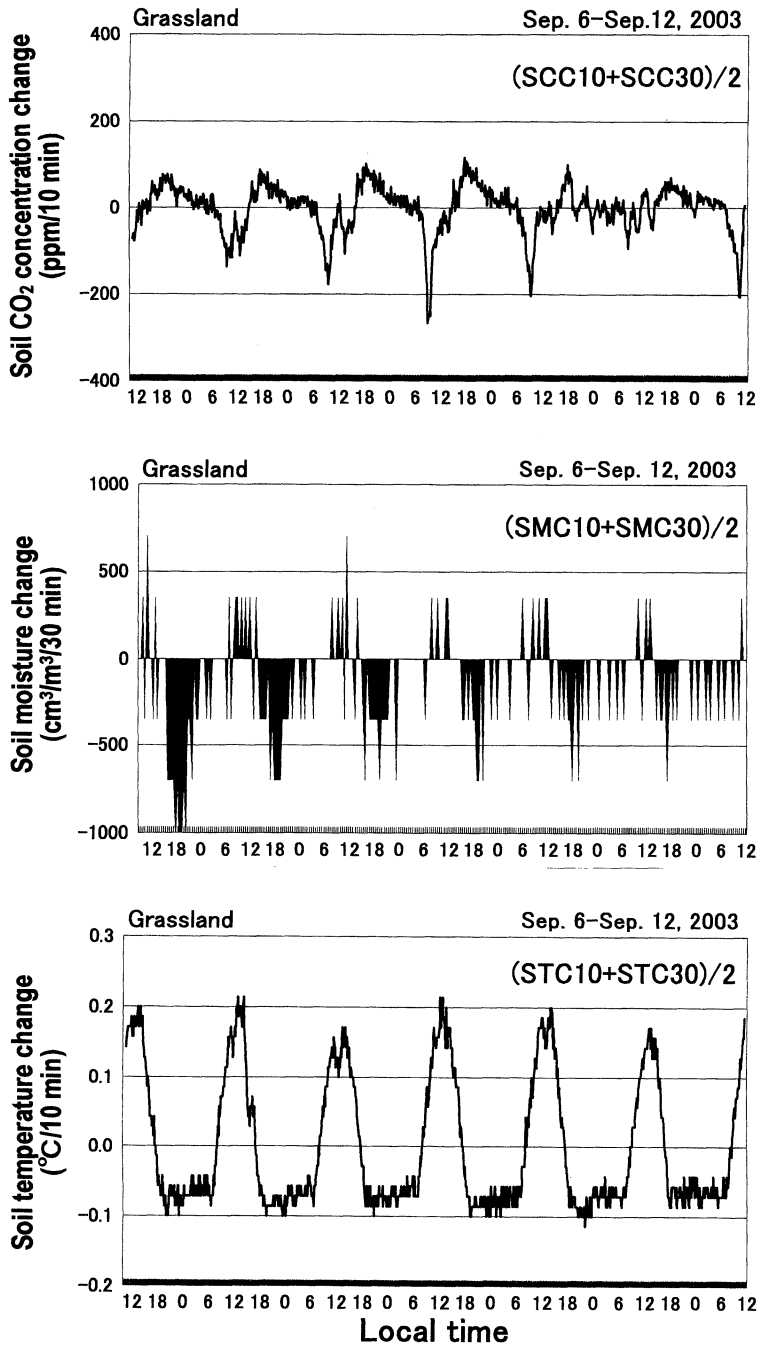 Grassland Sep. 6-Sep.12, 2003
(SCC10+SCC30)/2
Soil CO₂ concentration change
(ppm/10 min)
400
200
0
-200
-400
12 18 0 6 12 18 0 6 12 18 0 6 12 18 0 6 12 18 0 6 12 18 0 6 12
Grassland Sep. 6-Sep. 12, 2003
(SMC10+SMC30)/2
Soil moisture change
(cm³/m³/30 min)
1000
500
0
-500
-1000
12 18 0 6 12 18 0 6 12 18 0 6 12 18 0 6 12 18 0 6 12 18 0 6 12
Grassland Sep. 6-Sep. 12, 2003
(STC10+STC30)/2
Soil temperature change
(℃/10 min)
0.3
0.2
0.1
0.0
-0.1
-0.2
12 18 0 6 12 18 0 6 12 18 0 6 12 18 0 6 12 18 0 6 12 18 0 6 12
Local time